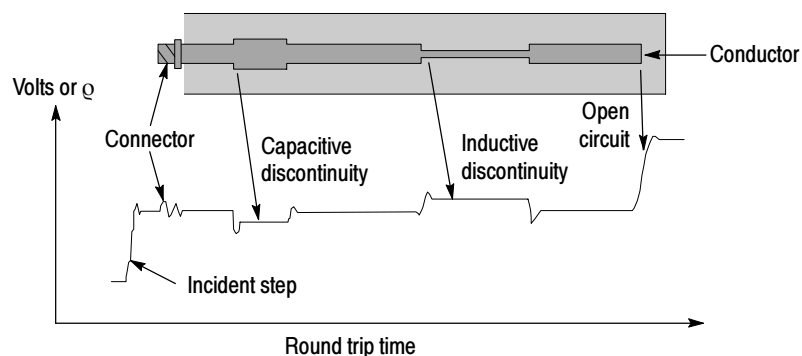 Conductor
Volts or ϱ
Connector
Capacitive
discontinuity
Inductive
discontinuity
Open
circuit
Incident step
Round trip time